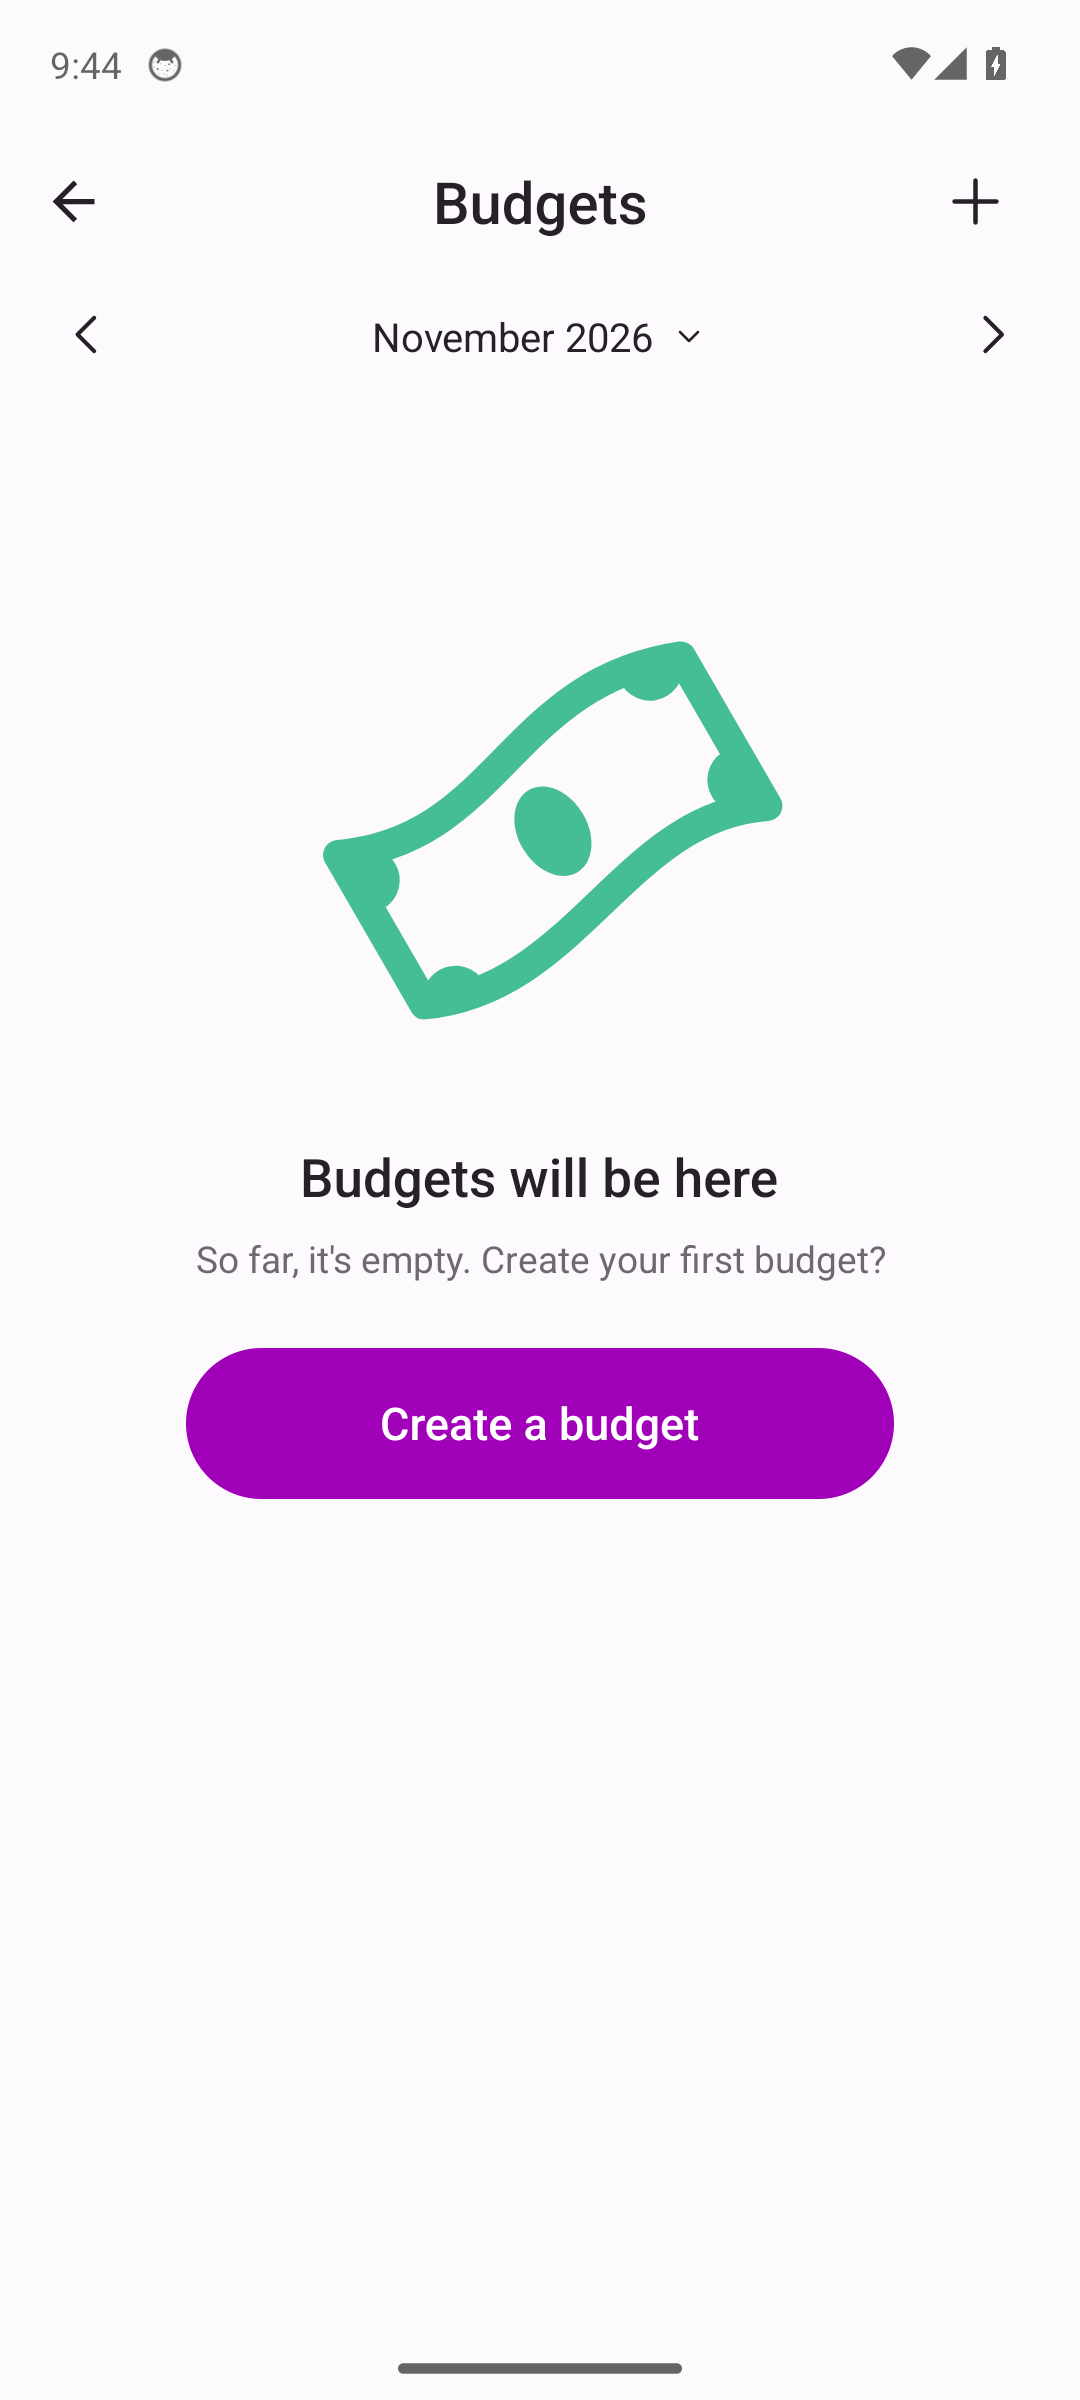 9:44
Budgets
November 2026
Budgets will be here
So far, it's empty. Create your first budget?
Create a budget